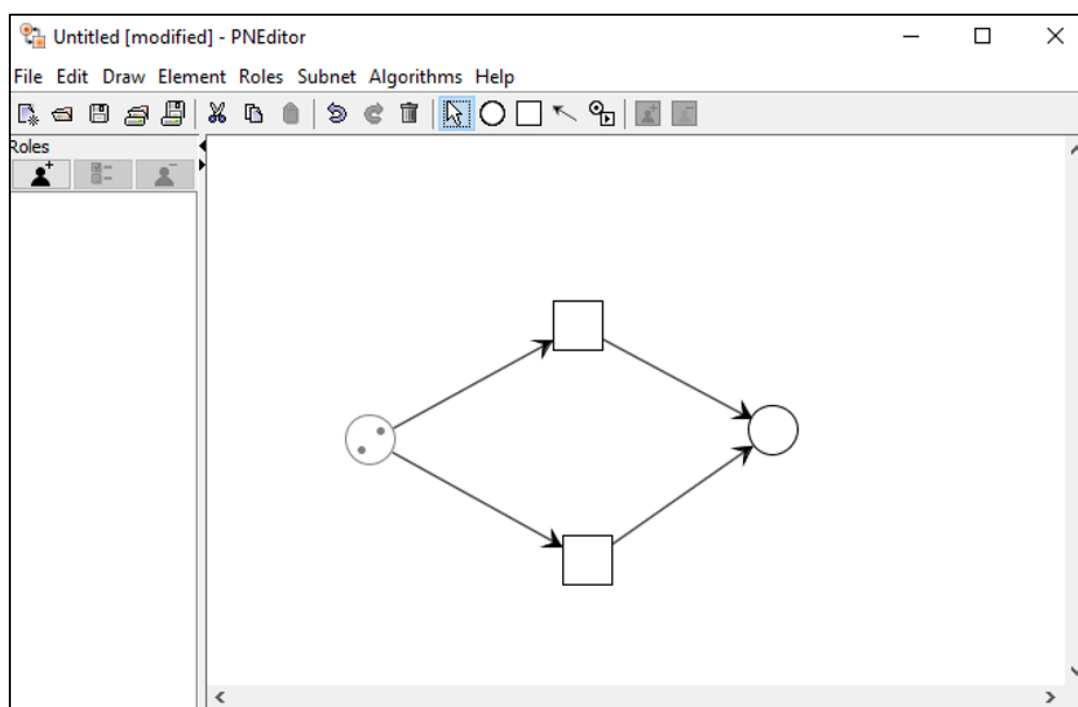 Untitled [modified] - PNEditor
File Edit Draw Element Roles Subnet Algorithms Help
Roles